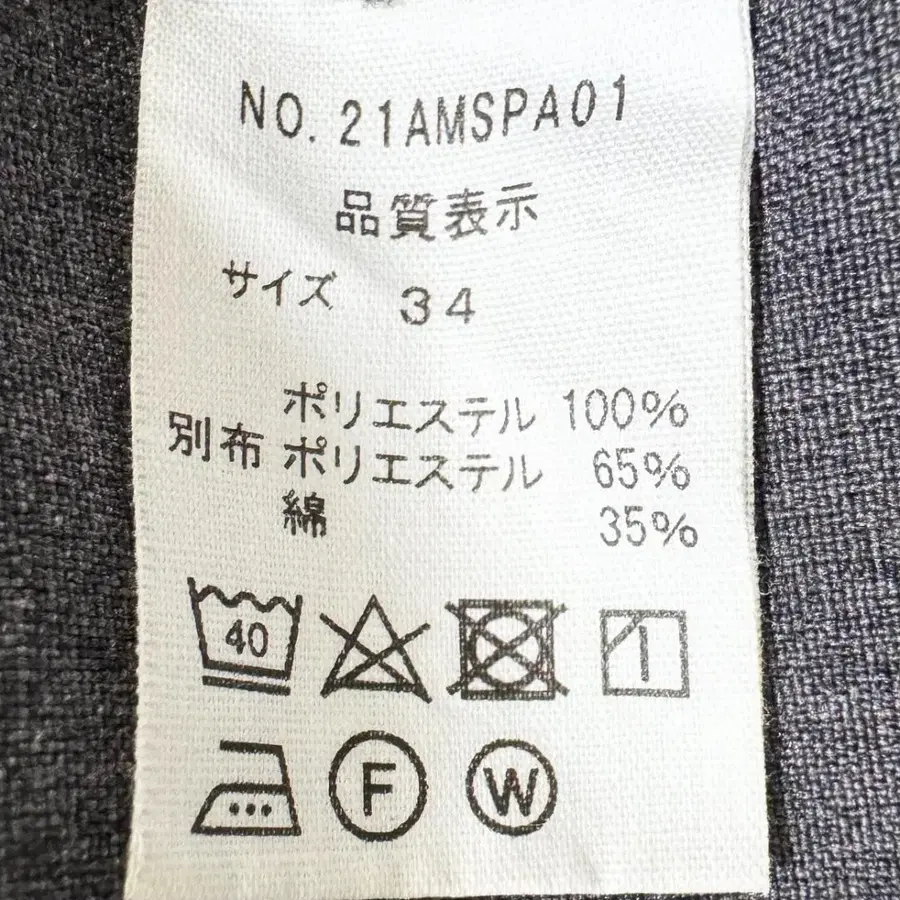 NO. 21AMSPA01
品質表示
サイズ 34
ポリエステル 100%
別布 ポリエステル 65%
綿 35%
40
F W